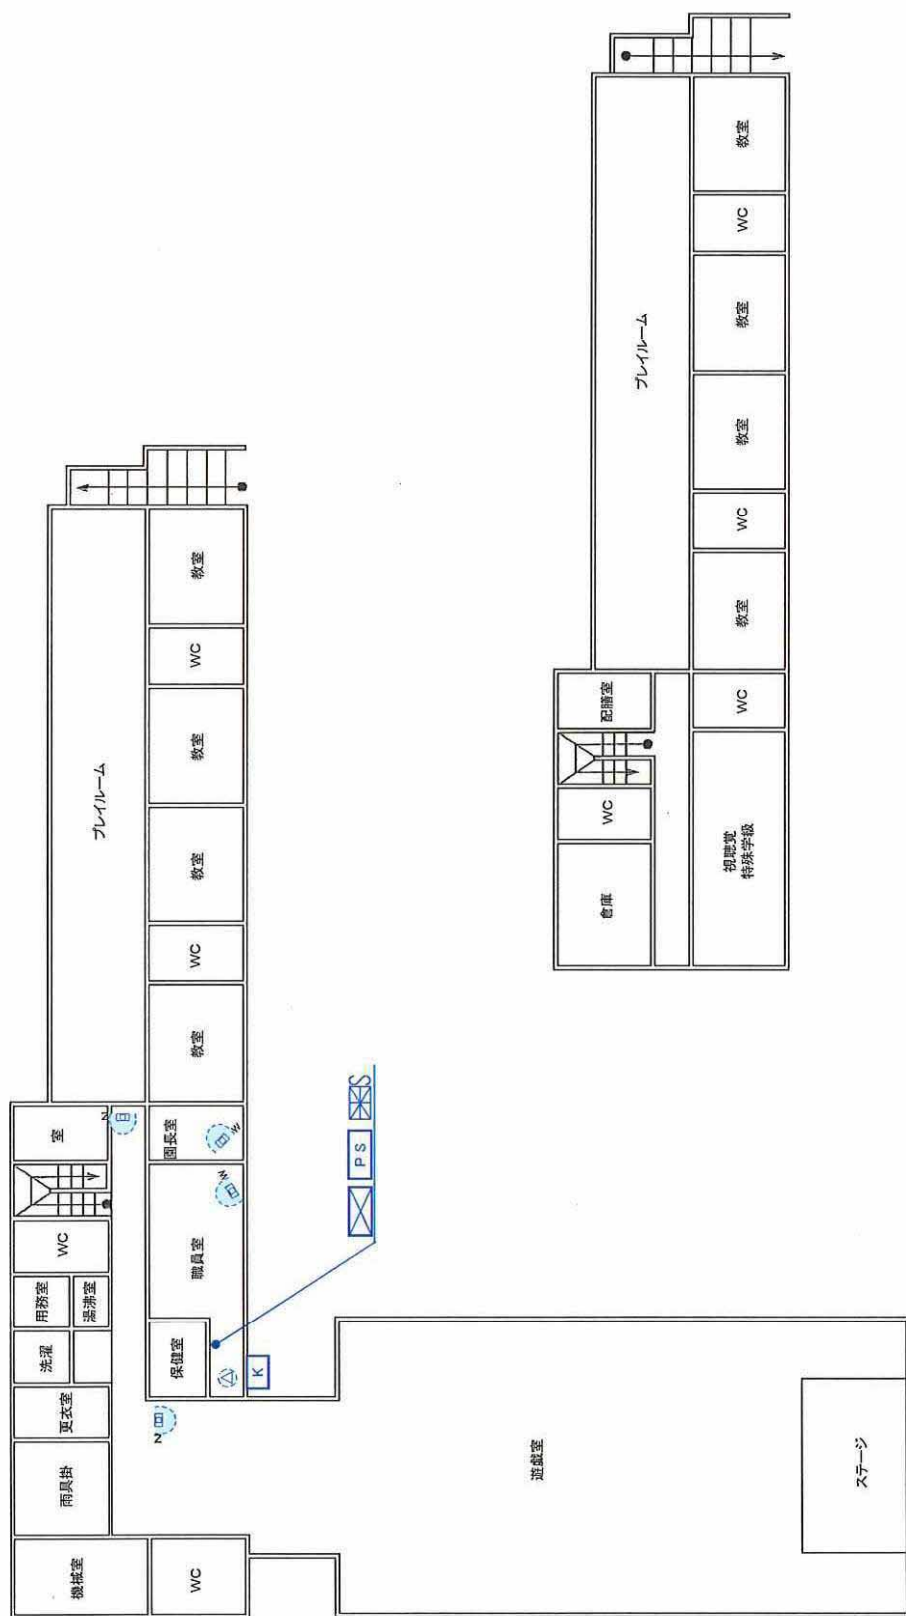 機械室
雨具掛
更衣室
洗濯
用務室
湯沸室
WC
室
プレイルーム
WC
保健室
職員室
園長室
教室
WC
教室
教室
WC
教室
K
PS
S
遊戯室
ステージ
倉庫
WC
配膳室
プレイルーム
視聴覚
特殊学級
WC
教室
WC
教室
教室
WC
教室